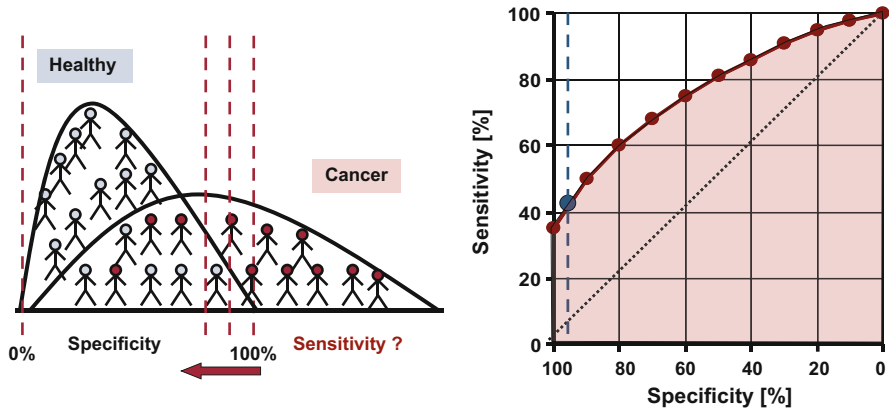 Healthy
Cancer
0%
Specificity
100%
Sensitivity ?
100
80
60
40
20
0
Sensitivity [%]
100 80 60 40 20 0
Specificity [%]